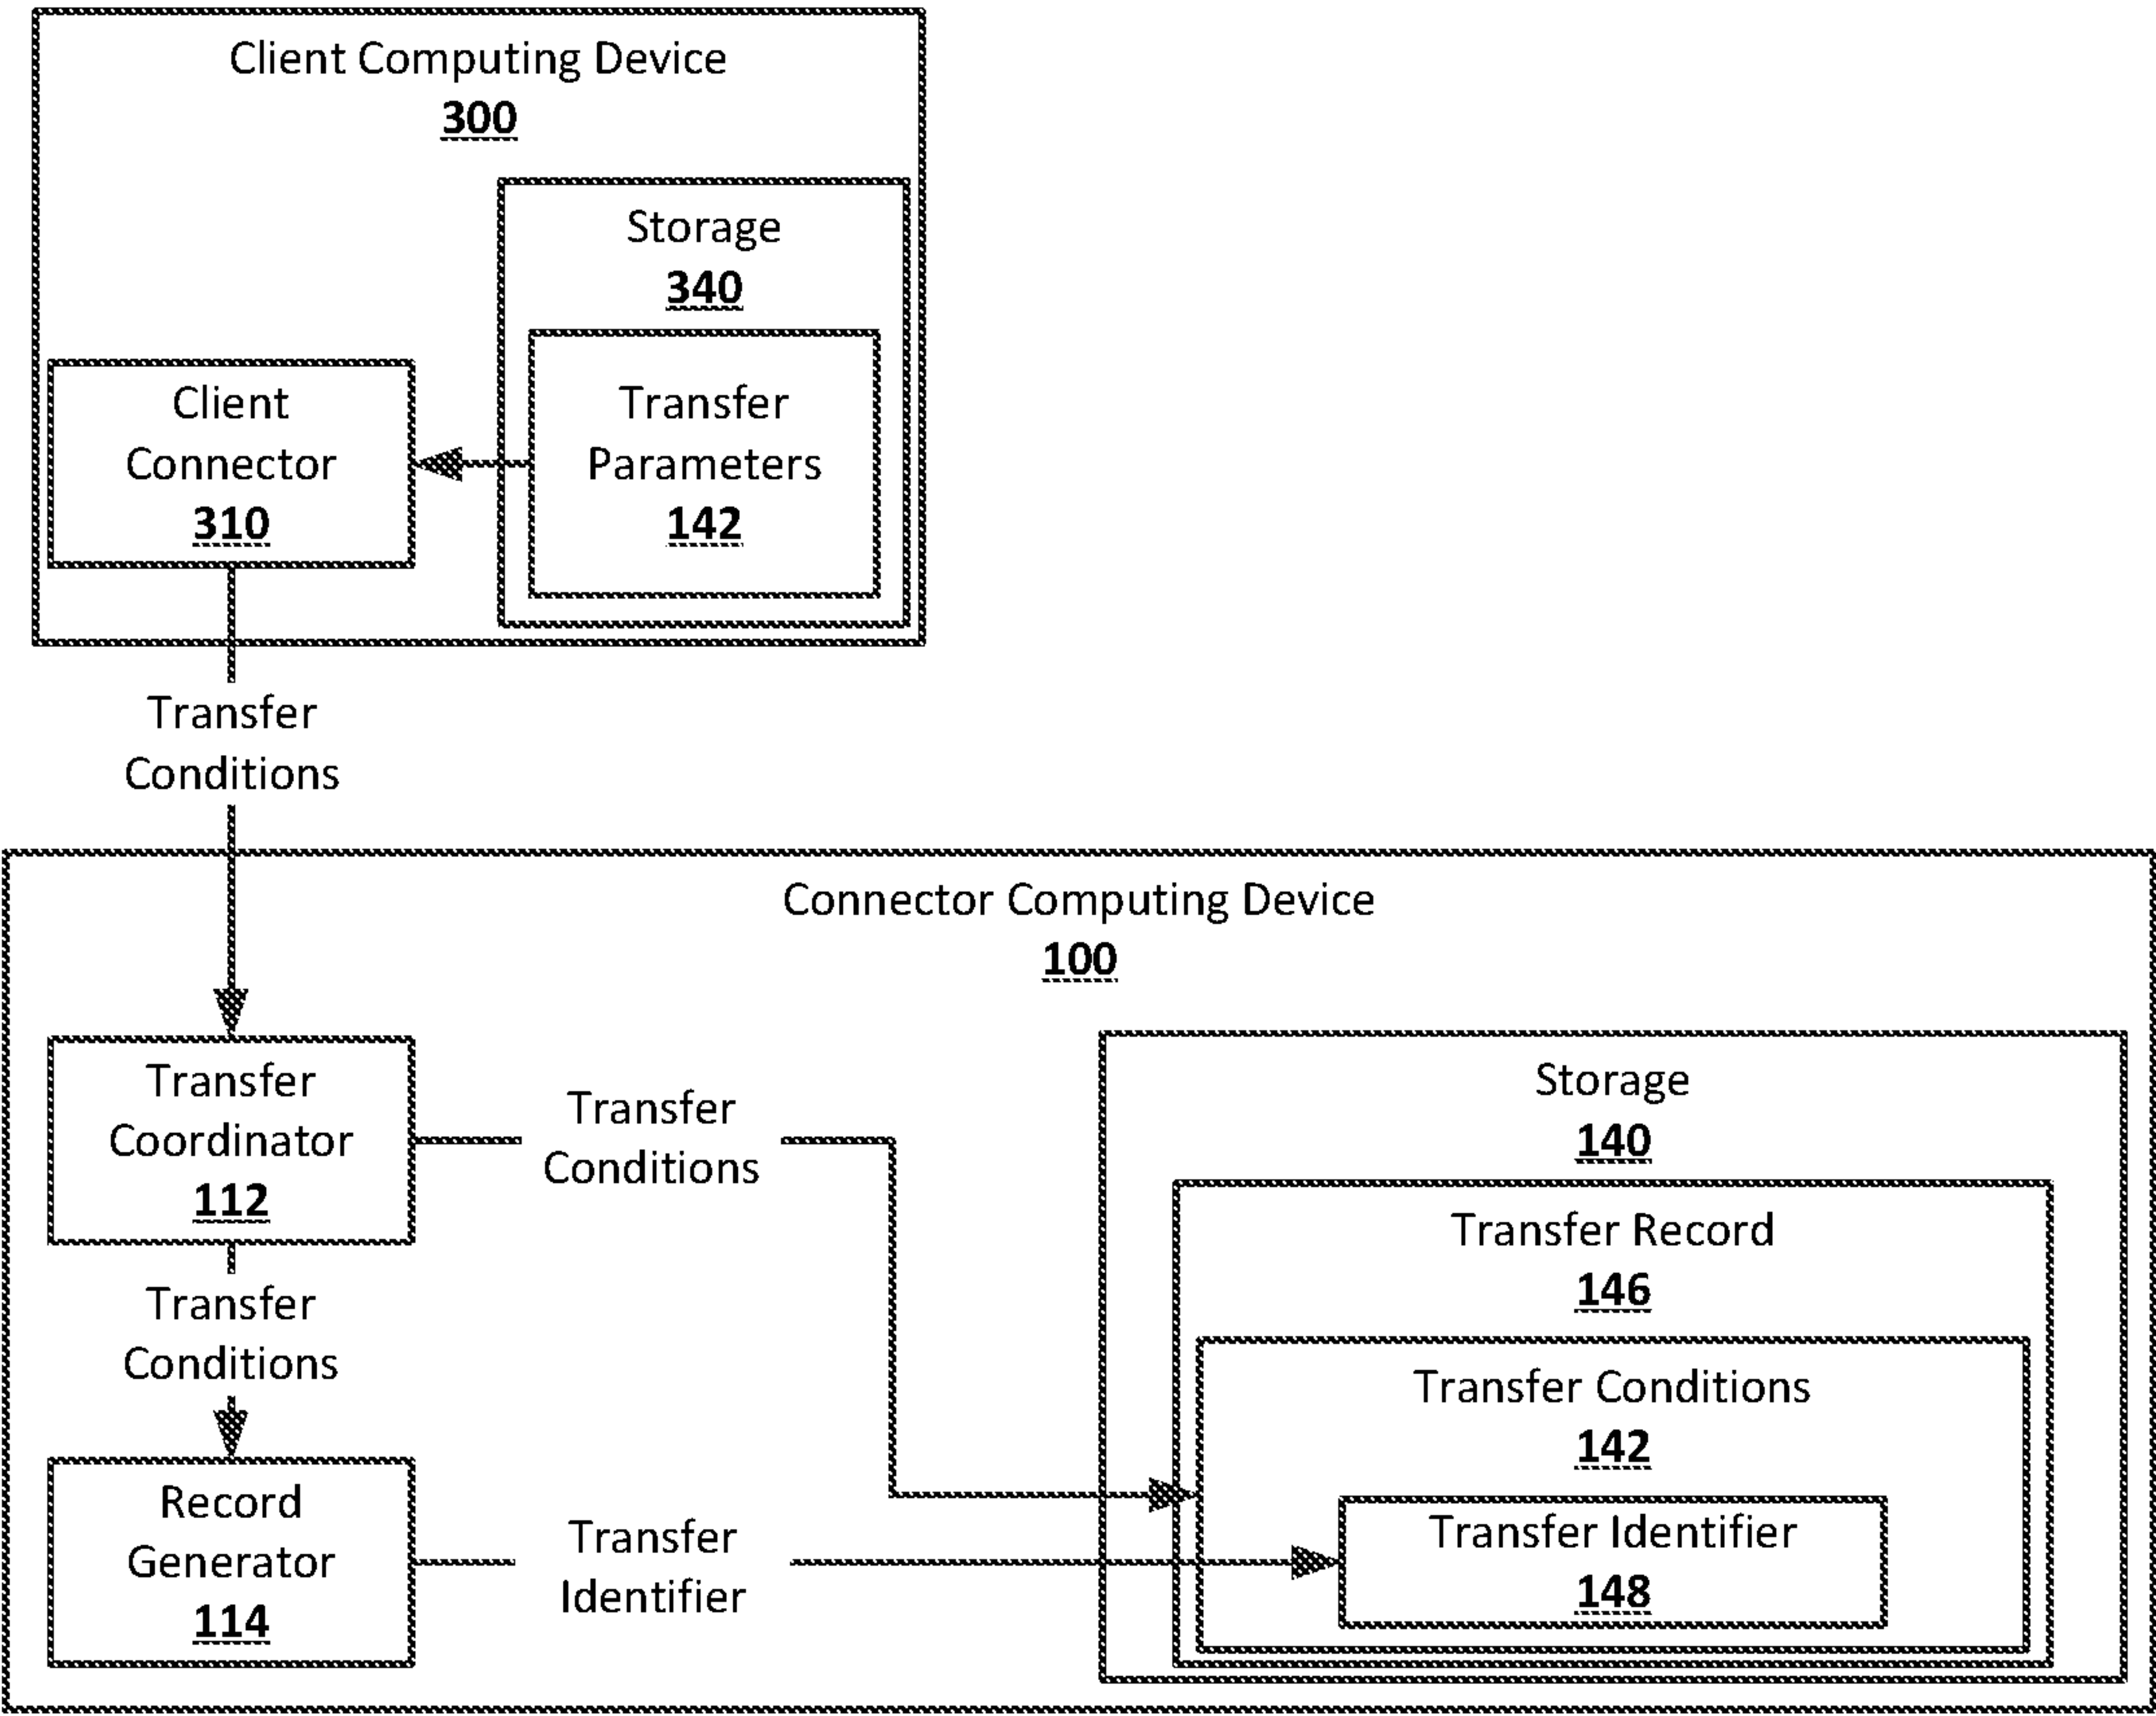 Client Computing Device
300
Storage
340
Client
Connector
310
Transfer
Parameters
142
Transfer
Conditions
Connector Computing Device
100
Transfer
Coordinator
112
Transfer
Conditions
Storage
140
Transfer Record
146
Transfer
Conditions
Transfer Conditions
142
Record
Generator
114
Transfer
Identifier
Transfer Identifier
148